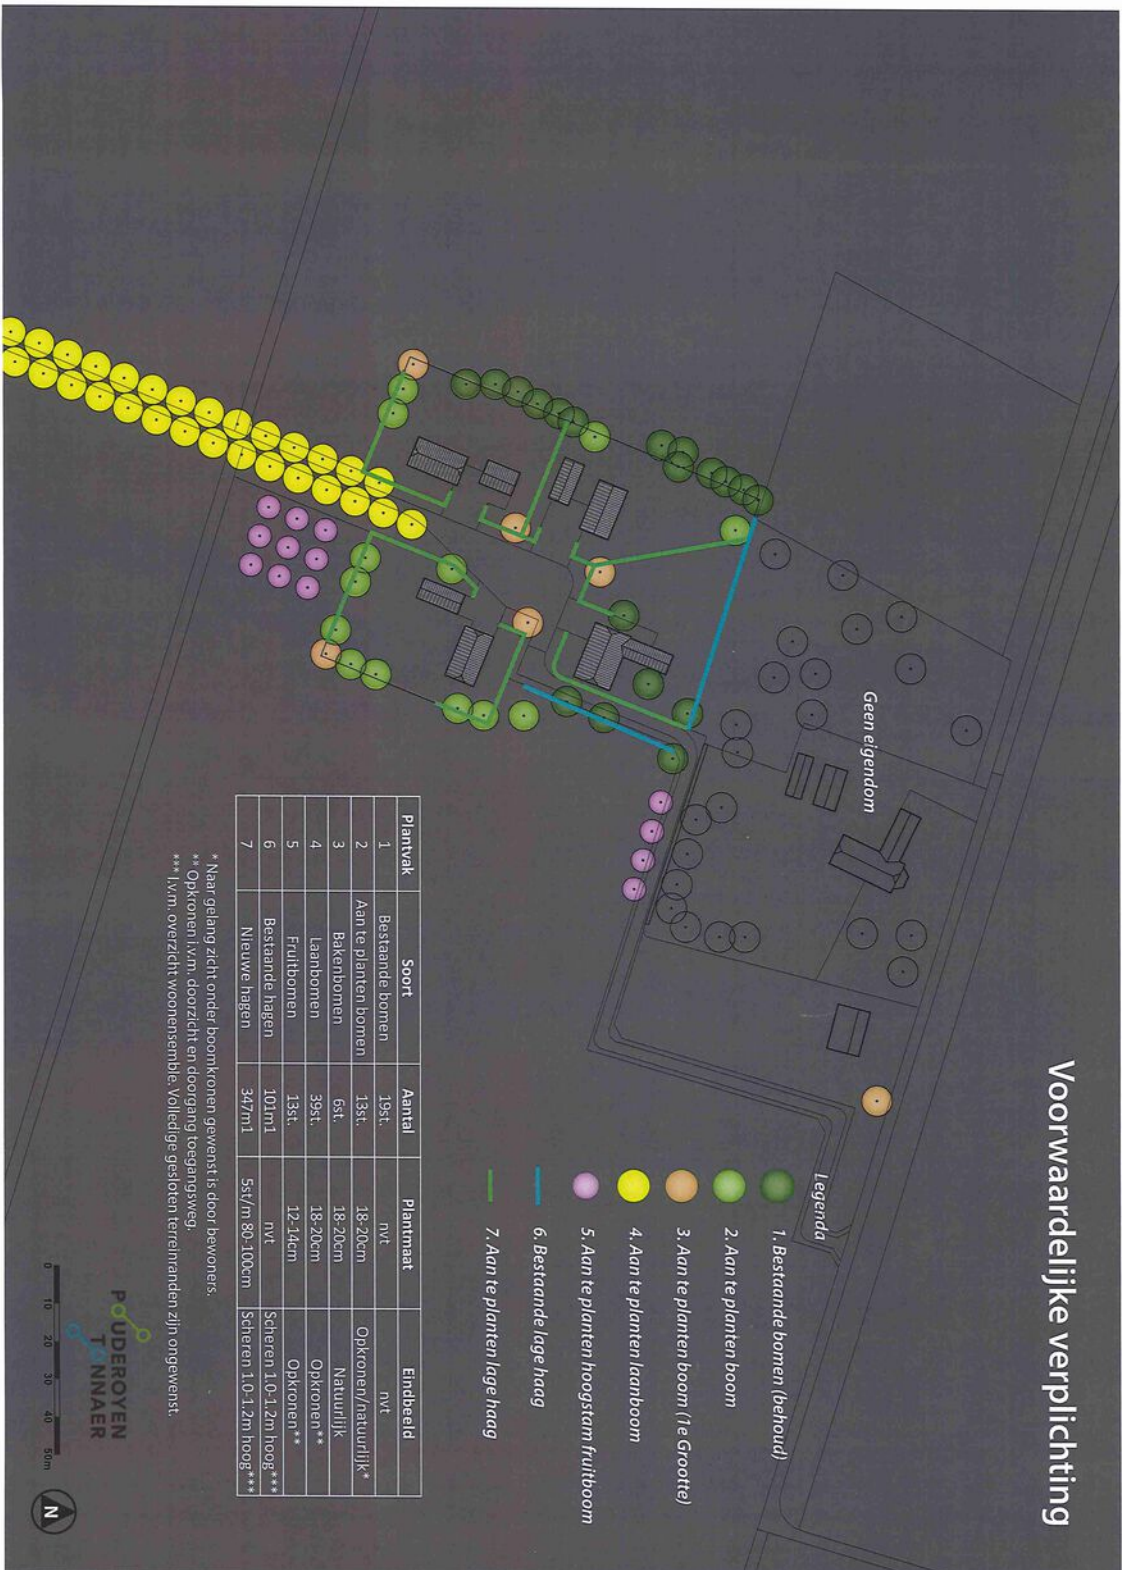 Voorwaardelijke verplichting
Geen eigendom
Legenda
1. Bestaande bomen (behoud)
2. Aan te planten boom
3. Aan te planten boom (1e Grootte)
4. Aan te planten laanboom
5. Aan te planten hoogstam fruitboom
6. Bestaande lage haag
7. Aan te planten lage haag
Plantvak Soort Aantal Plantmaat Eindbeeld
1 Bestaande bomen 19st. nvt nvt
2 Aan te planten bomen 13st. 18-20cm Opkronen/natuurlijk*
3 Bakenbomen 6st. 18-20cm Natuurlijk
4 Laanbomen 39st. 18-20cm Opkronen**
5 Fruitbomen 13st. 12-14cm Opkronen**
6 Bestaande hagen 101m1 nvt Scheren 1.0-1.2m hoog***
7 Nieuwe hagen 347m1 5st/m 80-100cm Scheren 1.0-1.2m hoog***
* Naar gelang zicht onder boomkronen gewenst is door bewoners.
** Opkronen i.v.m. doorzicht en doorgang toegangsweg.
*** I.v.m. overzicht woonensemble. Volledige gesloten terreinranden zijn ongewenst.
POUDEROYEN
TONNAER
0 10 20 30 40 50m
N